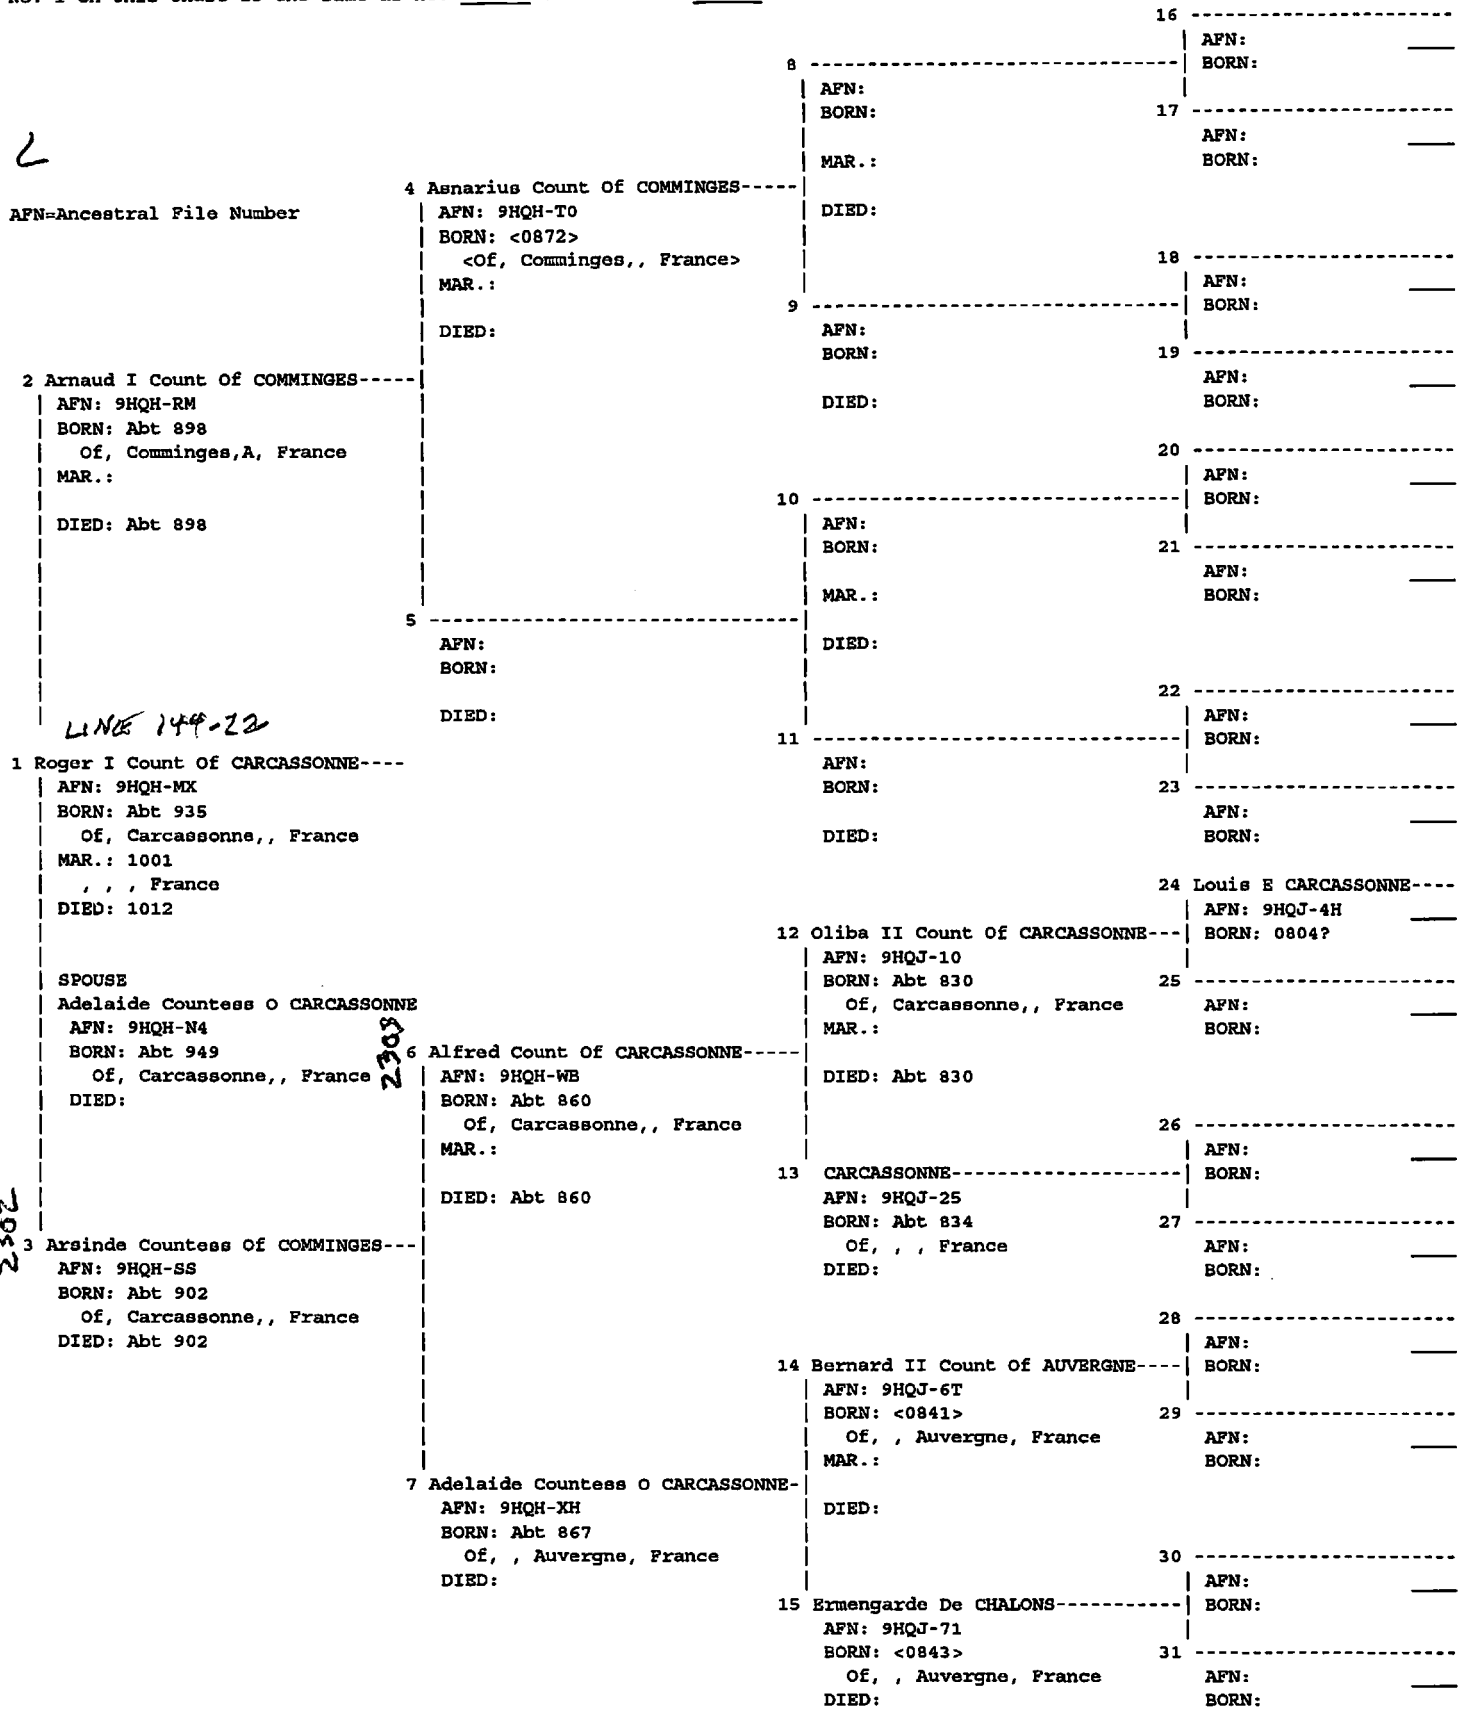 16
AFN:
BORN:
8
AFN:
BORN:
MAR.:
DIED:
17
AFN:
BORN:
4 Asnarius Count Of COMMINGES-----
AFN: 9HQH-T0
BORN: <0872>
<Of, Comminges,, France>
MAR.:
DIED:
AFN=Ancestral File Number
18
AFN:
BORN:
9
AFN:
BORN:
DIED:
19
AFN:
BORN:
2 Arnaud I Count Of COMMINGES-----
AFN: 9HQH-RM
BORN: Abt 898
Of, Comminges,A, France
MAR.:
DIED: Abt 898
20
AFN:
BORN:
10
AFN:
BORN:
MAR.:
DIED:
21
AFN:
BORN:
5
AFN:
BORN:
DIED:
22
AFN:
BORN:
11
AFN:
BORN:
DIED:
23
AFN:
BORN:
LINE 144-22
1 Roger I Count Of CARCASSONNE----
AFN: 9HQH-MX
BORN: Abt 935
Of, Carcassonne,, France
MAR.: 1001
, , , France
DIED: 1012
SPOUSE
Adelaide Countess O CARCASSONNE
AFN: 9HQH-N4
BORN: Abt 949
Of, Carcassonne,, France
DIED:
24 Louis E CARCASSONNE----
AFN: 9HQJ-4H
BORN: 0804?
12 Oliba II Count Of CARCASSONNE---
AFN: 9HQJ-10
BORN: Abt 830
Of, Carcassonne,, France
MAR.:
DIED: Abt 830
25
AFN:
BORN:
2303
6 Alfred Count Of CARCASSONNE-----
AFN: 9HQH-WB
BORN: Abt 860
Of, Carcassonne,, France
MAR.:
DIED: Abt 860
26
AFN:
BORN:
13 CARCASSONNE-------------------
AFN: 9HQJ-25
BORN: Abt 834
Of, , , France
DIED:
27
AFN:
BORN:
2302
3 Arsinde Countess Of COMMINGES---
AFN: 9HQH-SS
BORN: Abt 902
Of, Carcassonne,, France
DIED: Abt 902
28
AFN:
BORN:
14 Bernard II Count Of AUVERGNE----
AFN: 9HQJ-6T
BORN: <0841>
Of, , Auvergne, France
MAR.:
DIED:
29
AFN:
BORN:
7 Adelaide Countess O CARCASSONNE-
AFN: 9HQH-XH
BORN: Abt 867
Of, , Auvergne, France
DIED:
30
AFN:
BORN:
15 Ermengarde De CHALONS-----------
AFN: 9HQJ-71
BORN: <0843>
Of, , Auvergne, France
DIED:
31
AFN:
BORN: